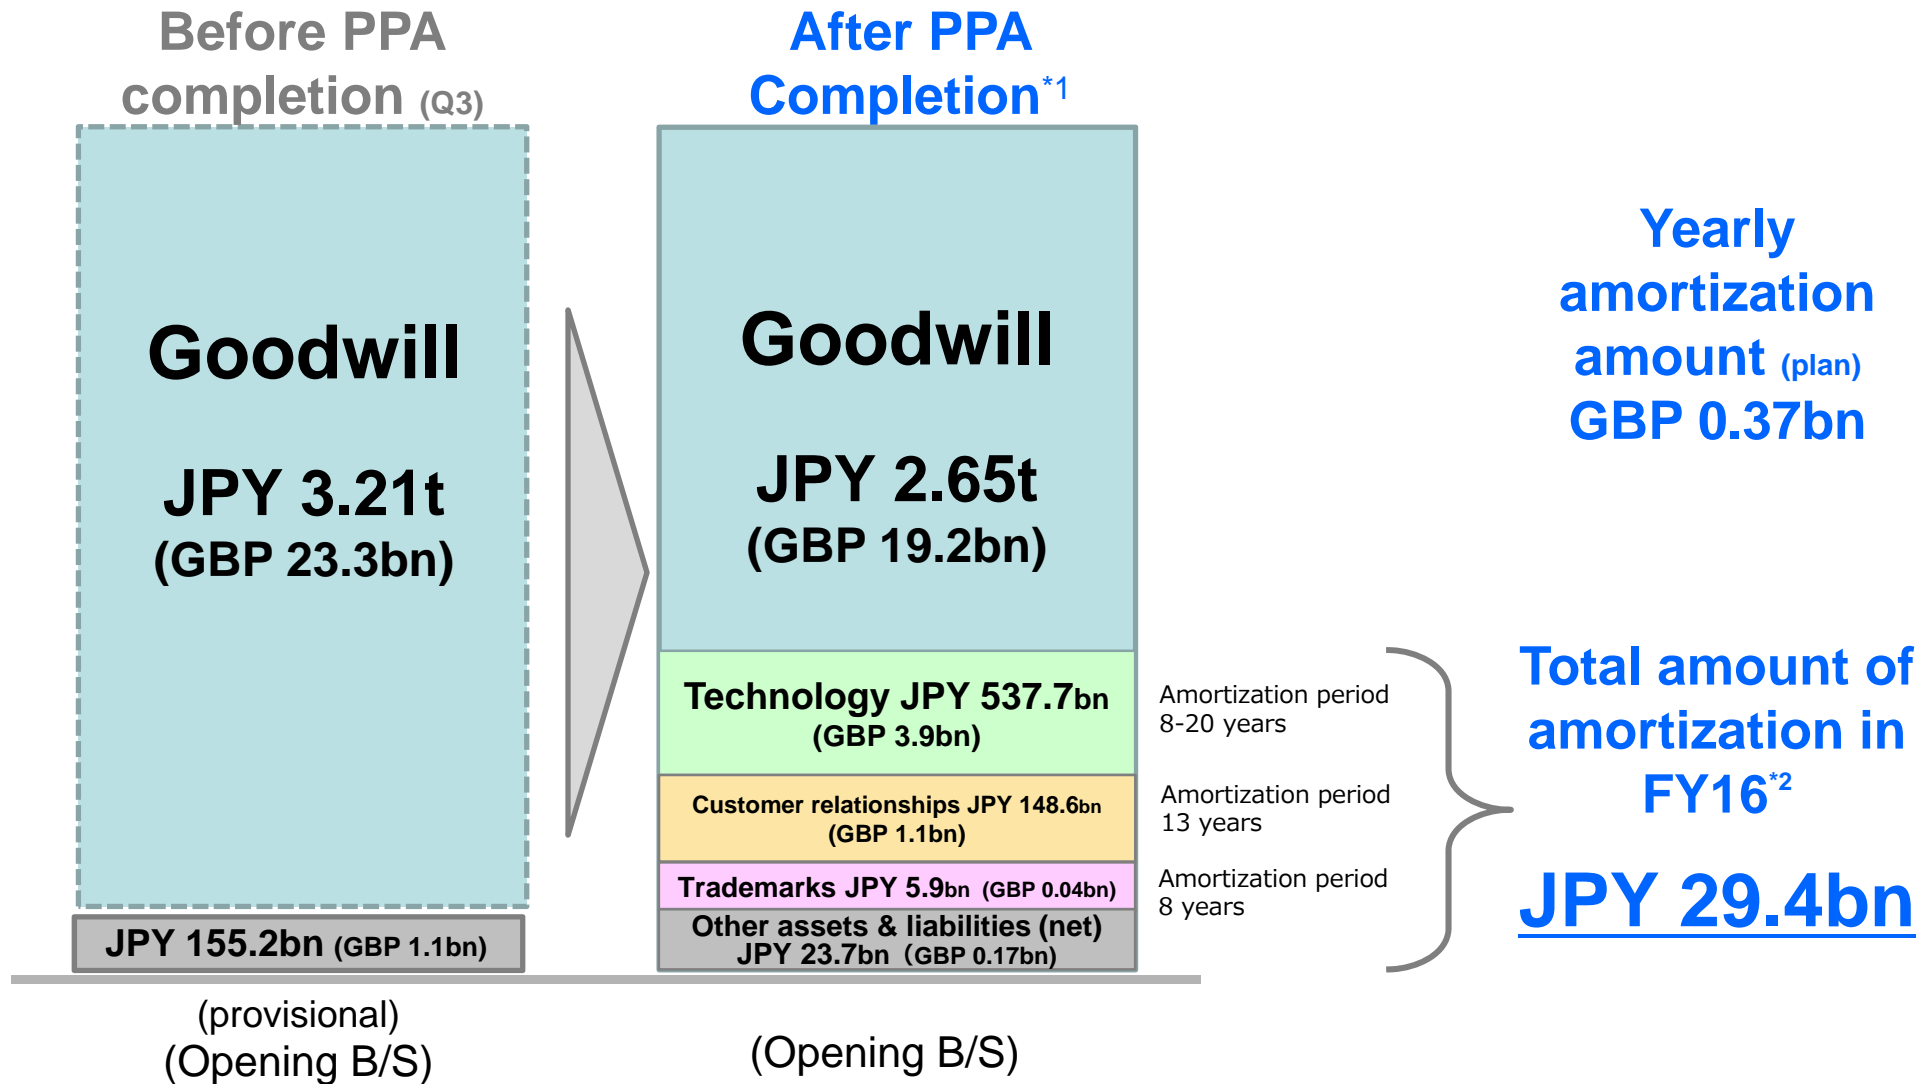 Before PPA
completion (Q3)
Goodwill
JPY 3.21t
(GBP 23.3bn)
JPY 155.2bn (GBP 1.1bn)
(provisional)
(Opening B/S)
After PPA
Completion*1
Goodwill
JPY 2.65t
(GBP 19.2bn)
Technology JPY 537.7bn
(GBP 3.9bn)
Customer relationships JPY 148.6bn
(GBP 1.1bn)
Trademarks JPY 5.9bn (GBP 0.04bn)
Other assets & liabilities (net)
JPY 23.7bn (GBP 0.17bn)
(Opening B/S)
Amortization period
8-20 years
Amortization period
13 years
Amortization period
8 years
Yearly
amortization
amount (plan)
GBP 0.37bn
Total amount of
amortization in
FY16*2
JPY 29.4bn